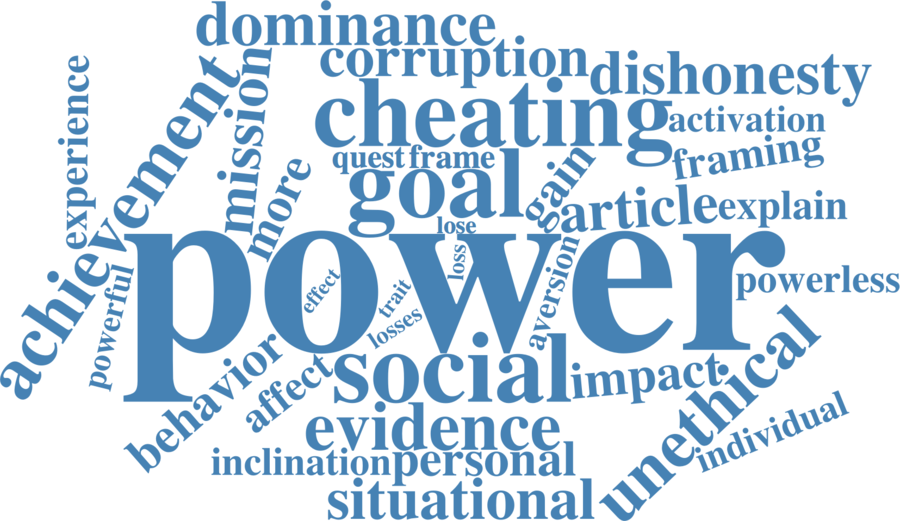 dominance
corruption
dishonesty
experience
achievement
mission
cheating
activation
more
quest
frame
framing
goal
gain
article
explain
lose
power
loss
aversion
powerless
powerful
effect
trait
losses
behavior
affect
social
impact
unethical
individual
evidence
inclination
personal
situational